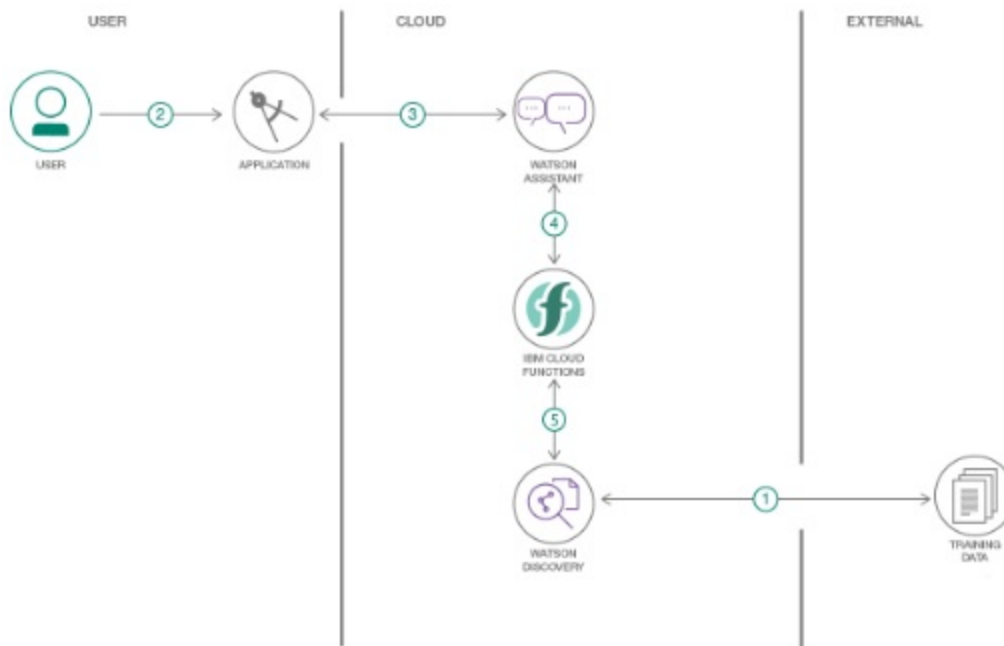 USER
CLOUD
EXTERNAL
2
3
USER
APPLICATION
WATSON
ASSISTANT
4
IBM CLOUD
FUNCTIONS
5
1
WATSON
DISCOVERY
TRAINING
DATA